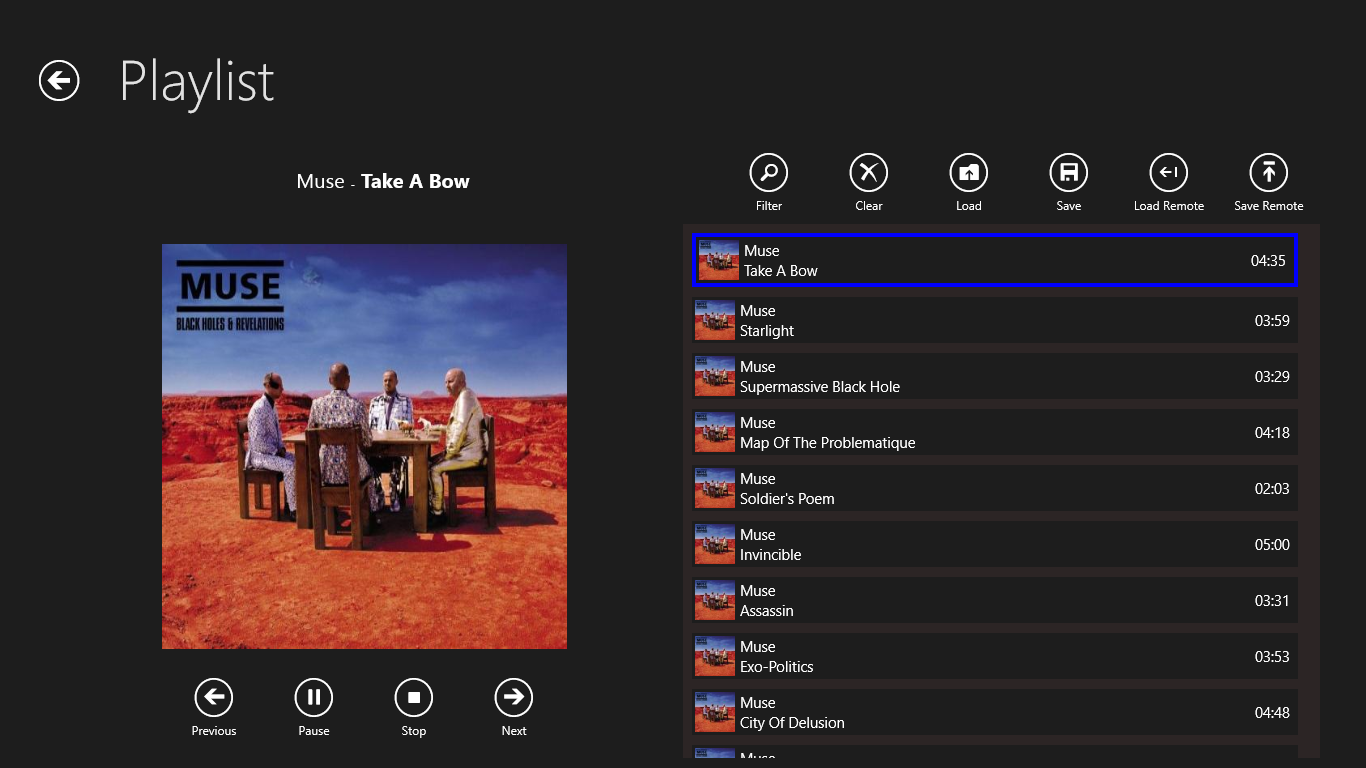 Playlist
Muse - Take A Bow
MUSE
BLACK HOLES & REVELATIONS
Previous
Pause
Stop
Next
Filter
Clear
Load
Save
Load Remote
Save Remote
Muse
Take A Bow
04:35
Muse
Starlight
03:59
Muse
Supermassive Black Hole
03:29
Muse
Map Of The Problematique
04:18
Muse
Soldier's Poem
02:03
Muse
Invincible
05:00
Muse
Assassin
03:31
Muse
Exo-Politics
03:53
Muse
City Of Delusion
04:48
Muse